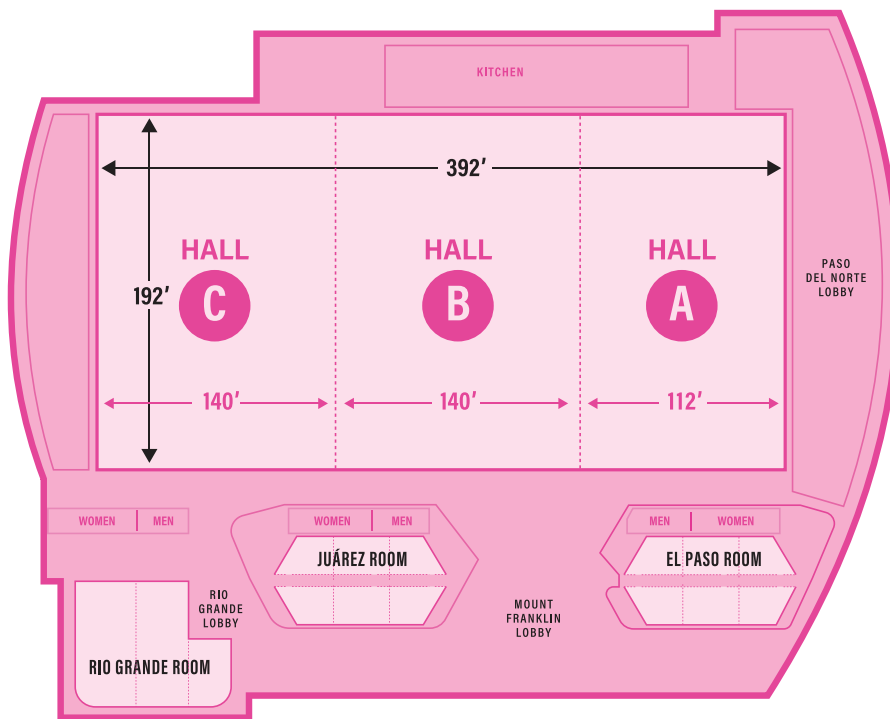 KITCHEN
392′
HALL
C
HALL
B
HALL
A
192′
PASO
DEL NORTE
LOBBY
140′
140′
112′
WOMEN
MEN
WOMEN
MEN
MEN
WOMEN
JUÁREZ ROOM
EL PASO ROOM
RIO
GRANDE
LOBBY
MOUNT
FRANKLIN
LOBBY
RIO GRANDE ROOM